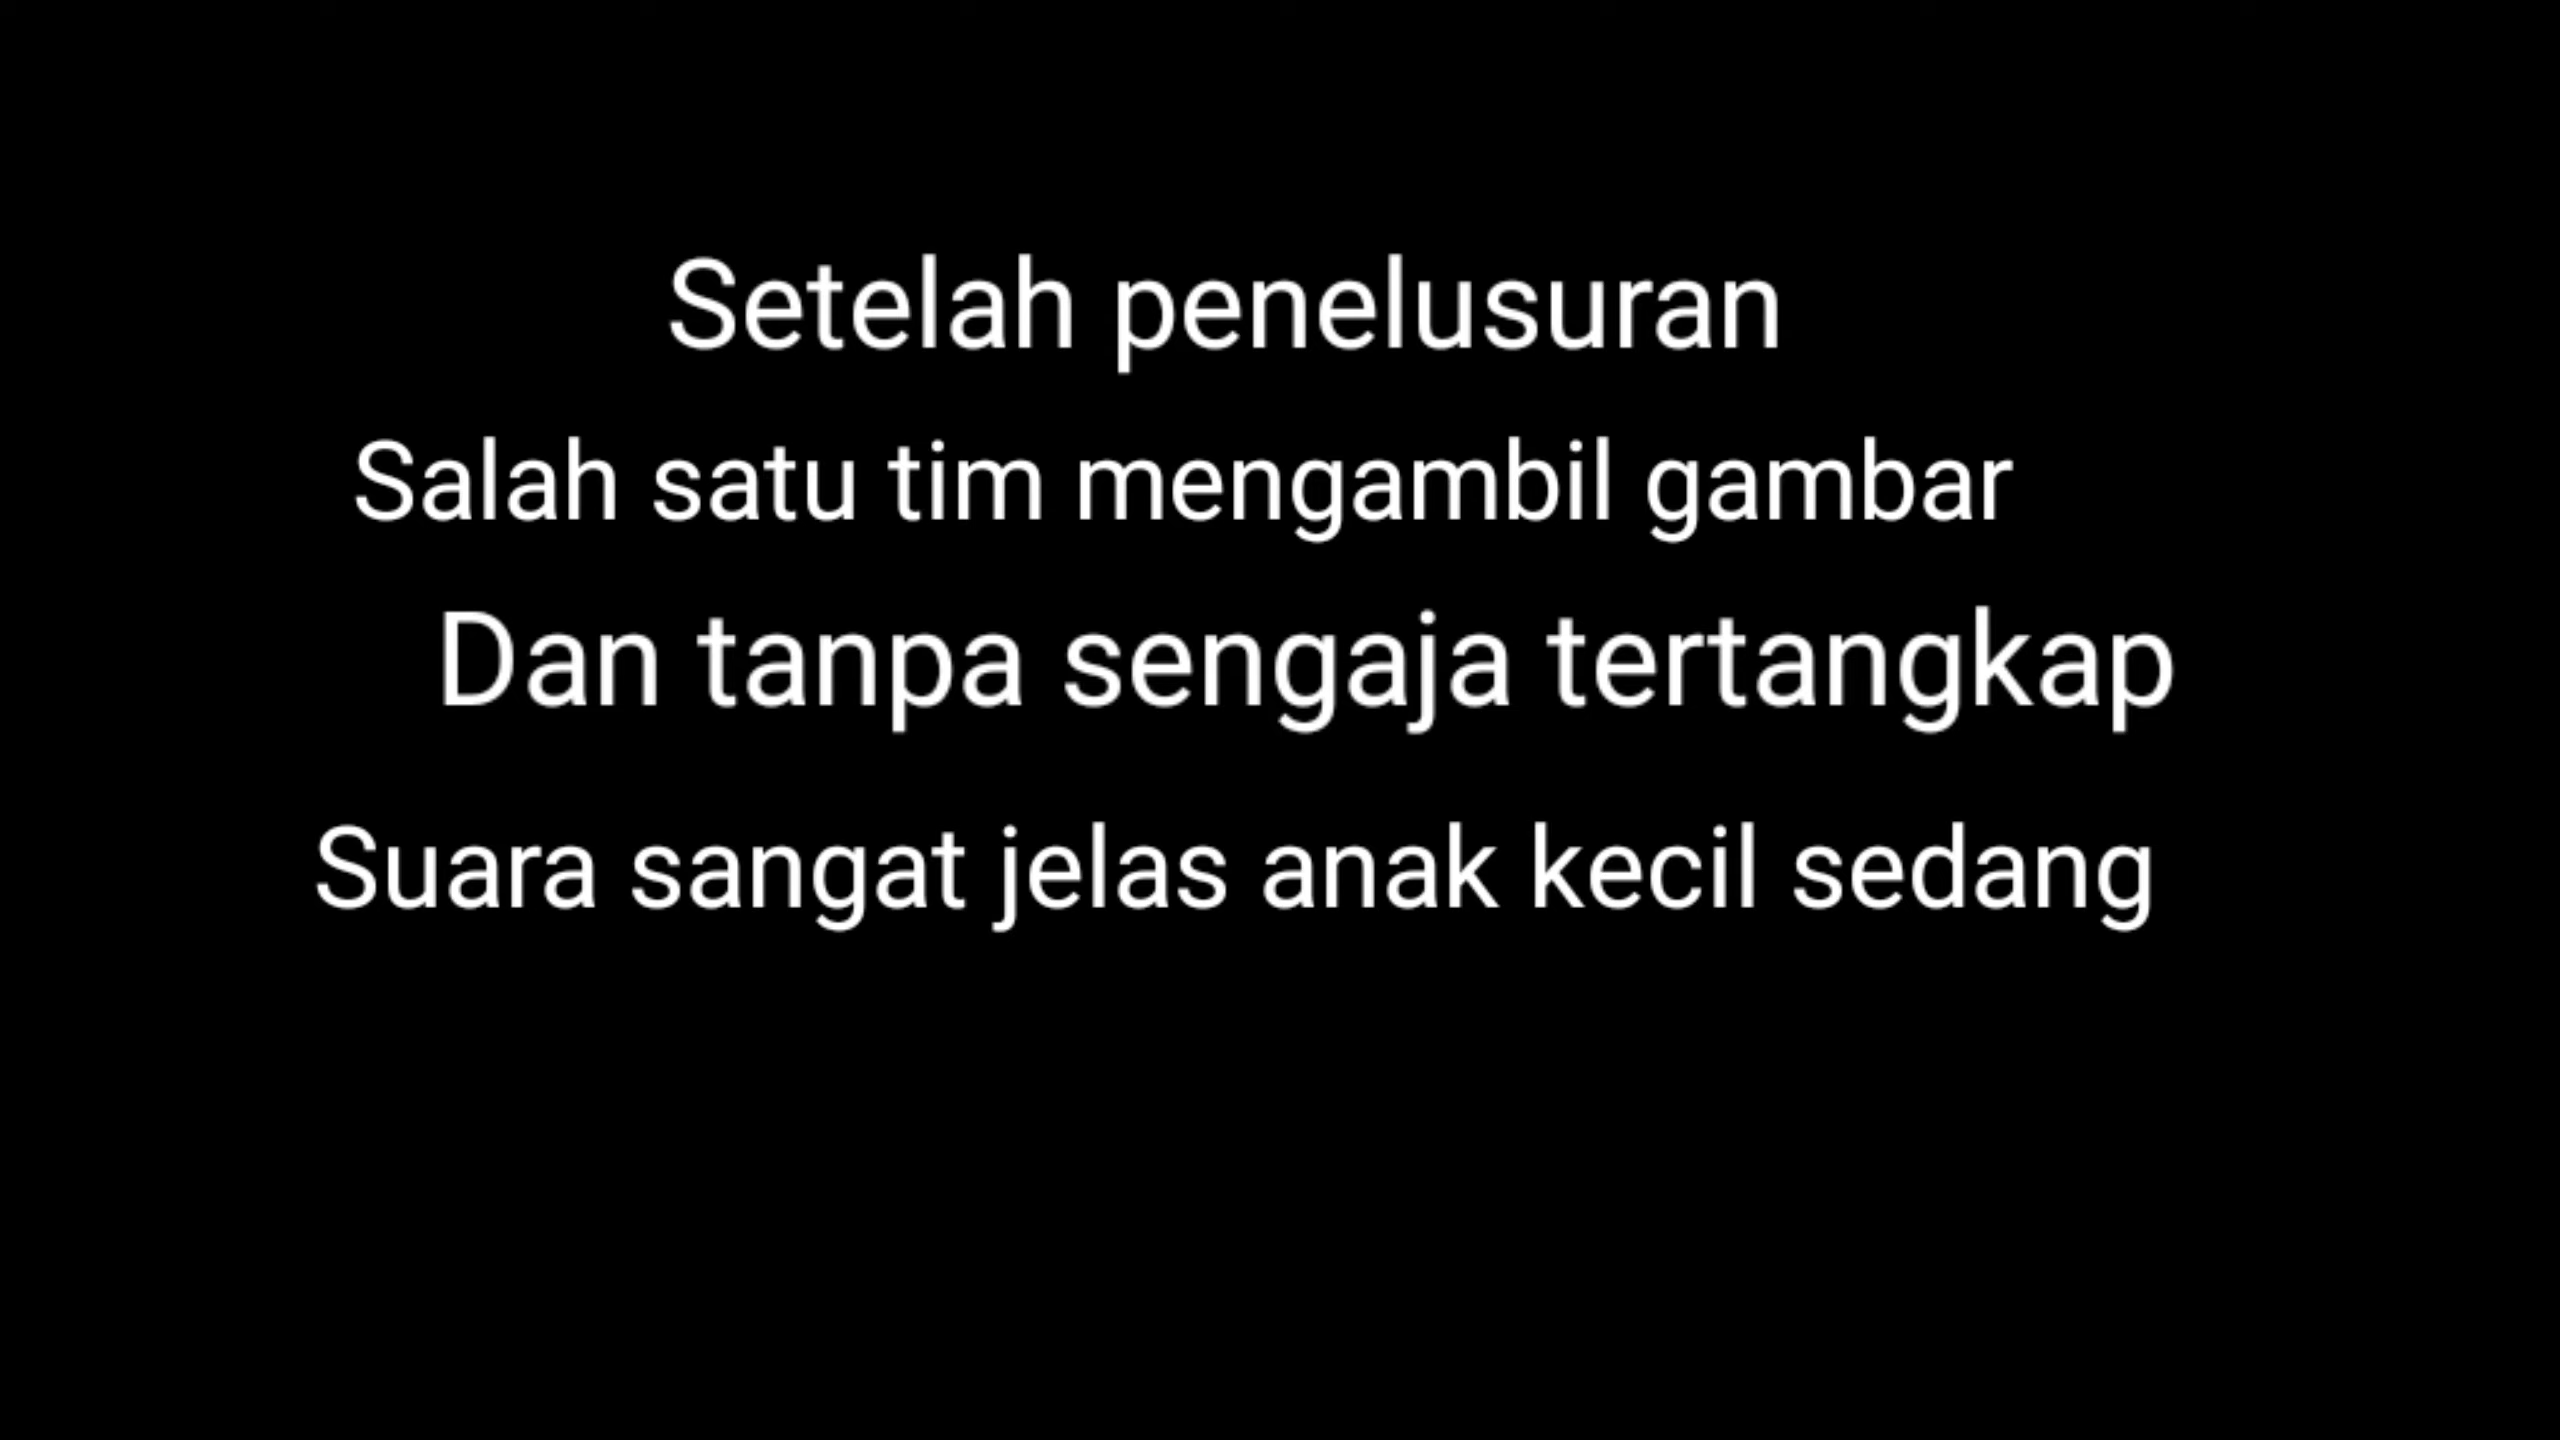 Setelah penelusuran
Salah satu tim mengambil gambar
Dan tanpa sengaja tertangkap
Suara sangat jelas anak kecil sedang